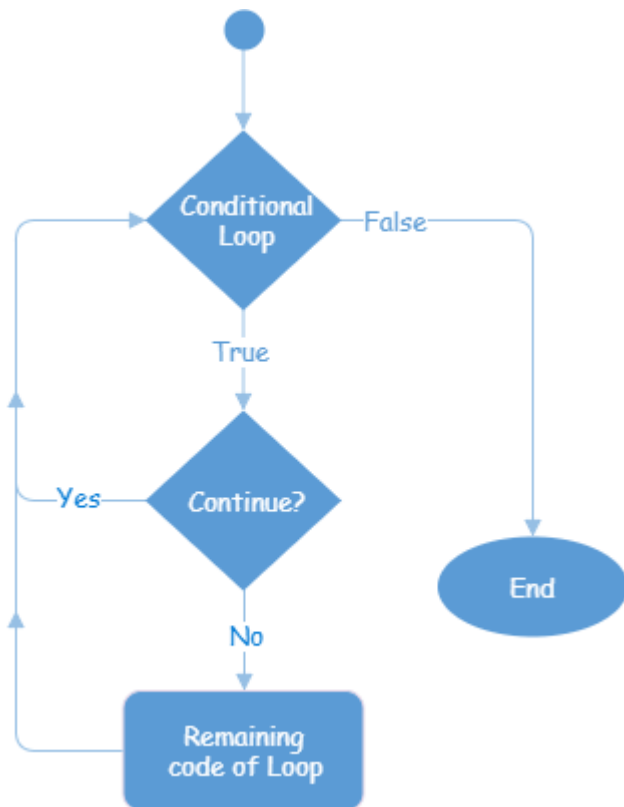 Conditional
Loop
False
True
Yes
Continue?
End
No
Remaining
code of Loop